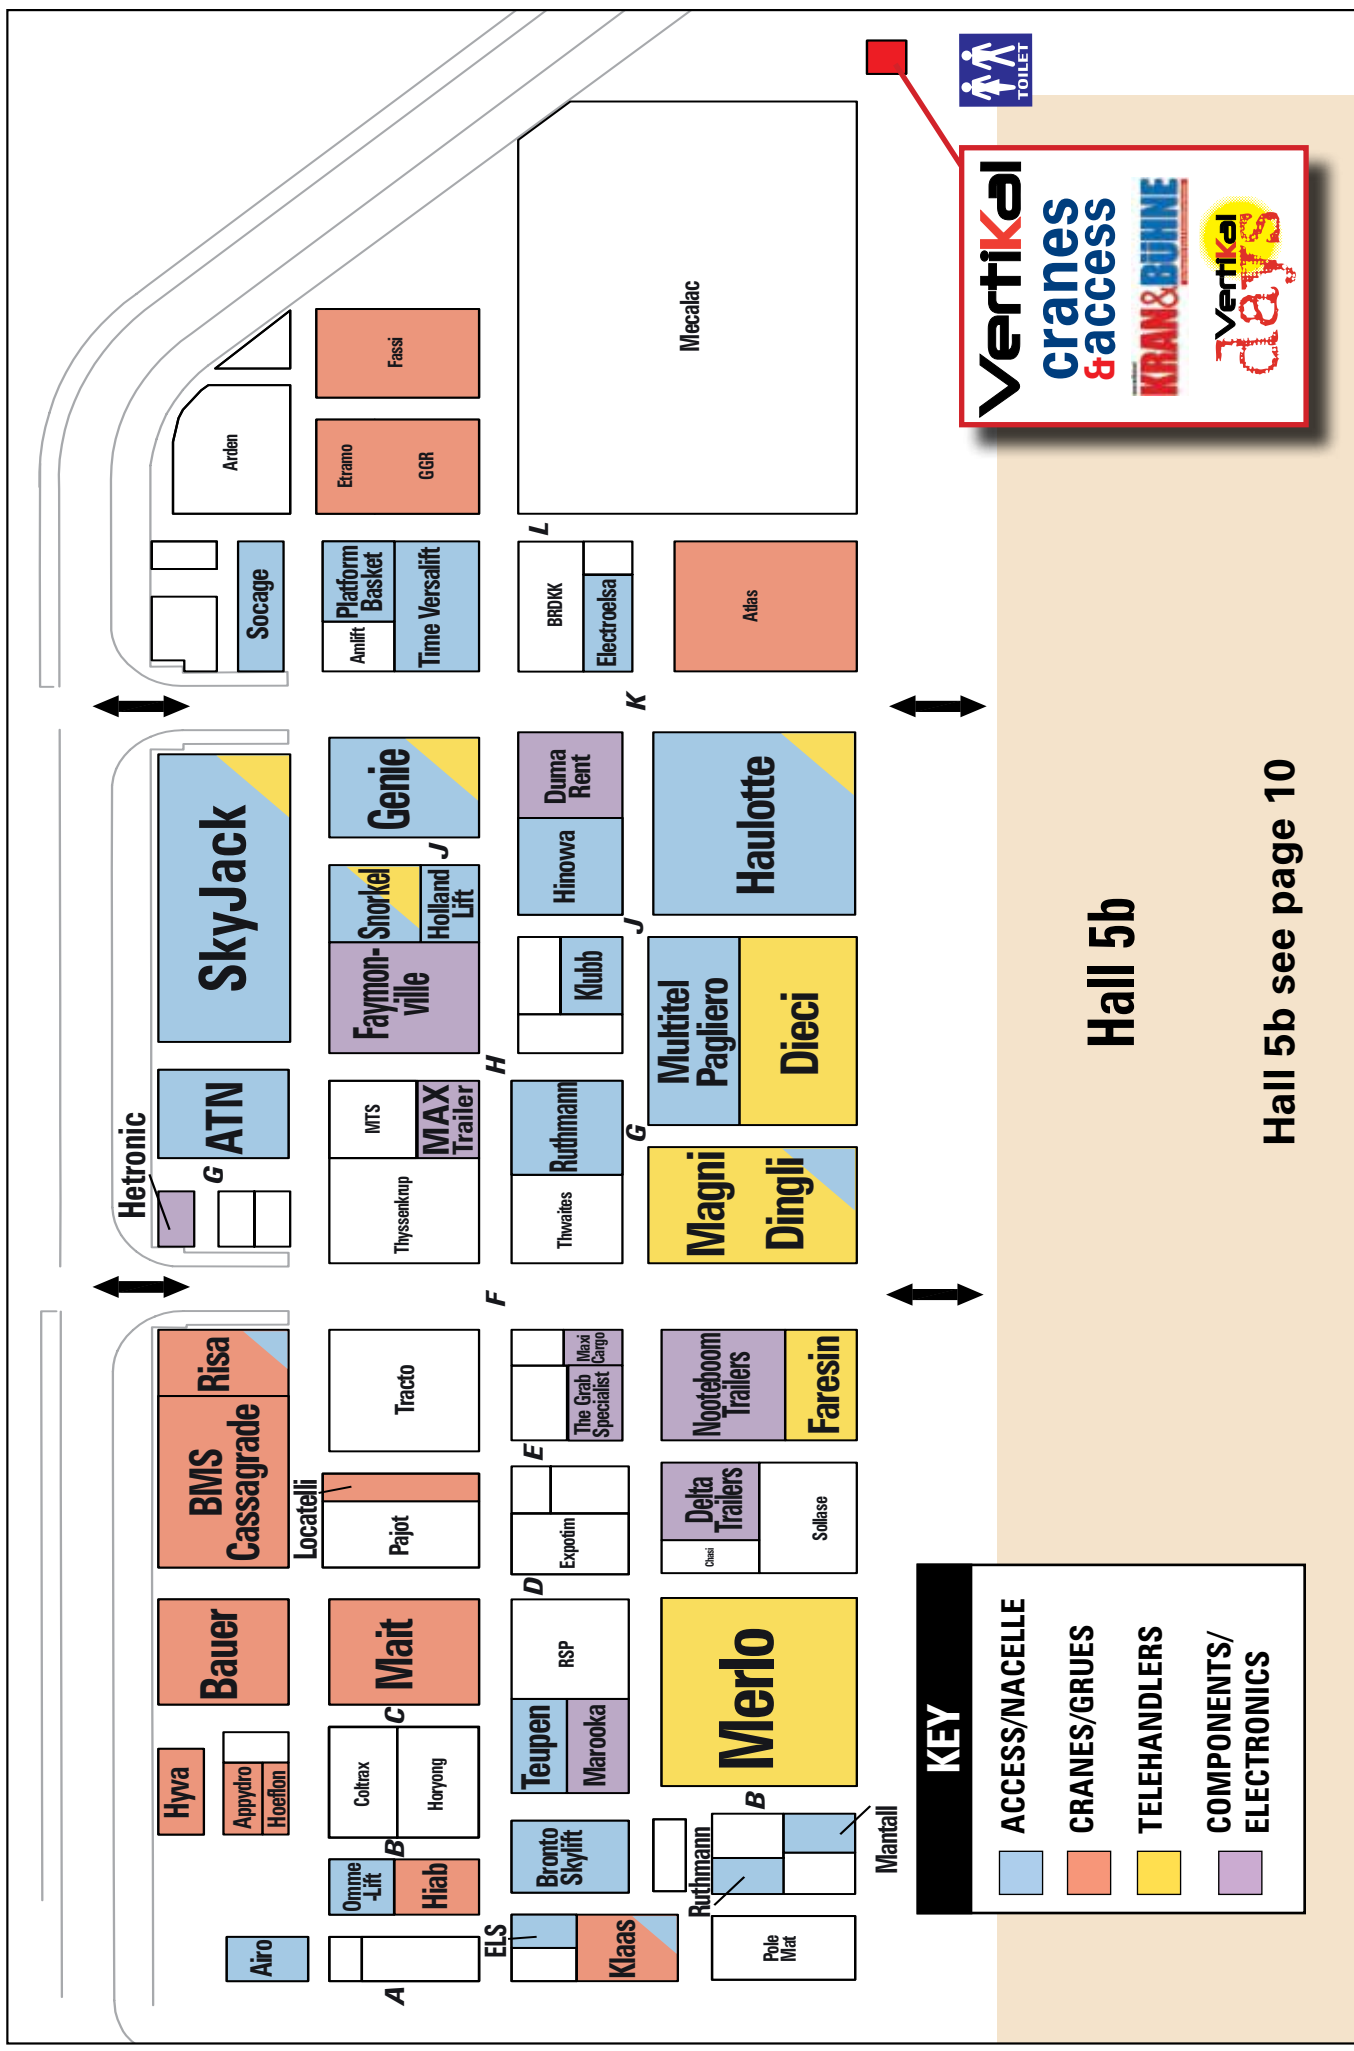 Hetronic
G
ATN
SkyJack
Socage
Arden
Airo
Hyva
Appydro
Hoeflon
Bauer
BMS
Cassagrade
Risa
A
Omme
-Lift
Hiab
B
Coltrax
Horyong
C
Mait
Locatelli
Pajot
Tracto
Thyssenkrup
MTS
MAX
Trailer
Faymon-
ville
Snorkel
Holland
Lift
J
Genie
Amlift
Platform
Basket
Time Versalift
Etramo
GGR
Fassi
ELS
Klaas
Bronto
Skylift
Teupen
Marooka
RSP
D
Expotim
E
The Grab
Specialist
Maxi
Cargo
F
Thwaites
Ruthmann
H
Klubb
J
Hinowa
Duma
Rent
K
BRDKK
Electroelsa
L
Mecalac
Pole
Mat
Ruthmann
Mantall
B
Merlo
Chasi
Delta
Trailers
Sollase
Nooteboom
Trailers
Faresin
Magni
Dingli
G
Multitel
Pagliero
Dieci
Haulotte
Atlas
TOILET
Vertikal
cranes
&access
KRAN&BÜHNE
Vertikal
days
Hall 5b
Hall 5b see page 10
KEY
ACCESS/NACELLE
CRANES/GRUES
TELEHANDLERS
COMPONENTS/
ELECTRONICS